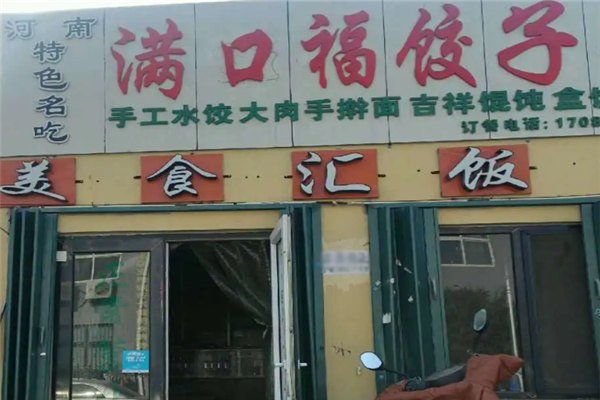 河南
特色名吃
满口福饺子
手工水饺 大肉手擀面 吉祥馄饨 盒
订餐电话:1709
美食汇饭